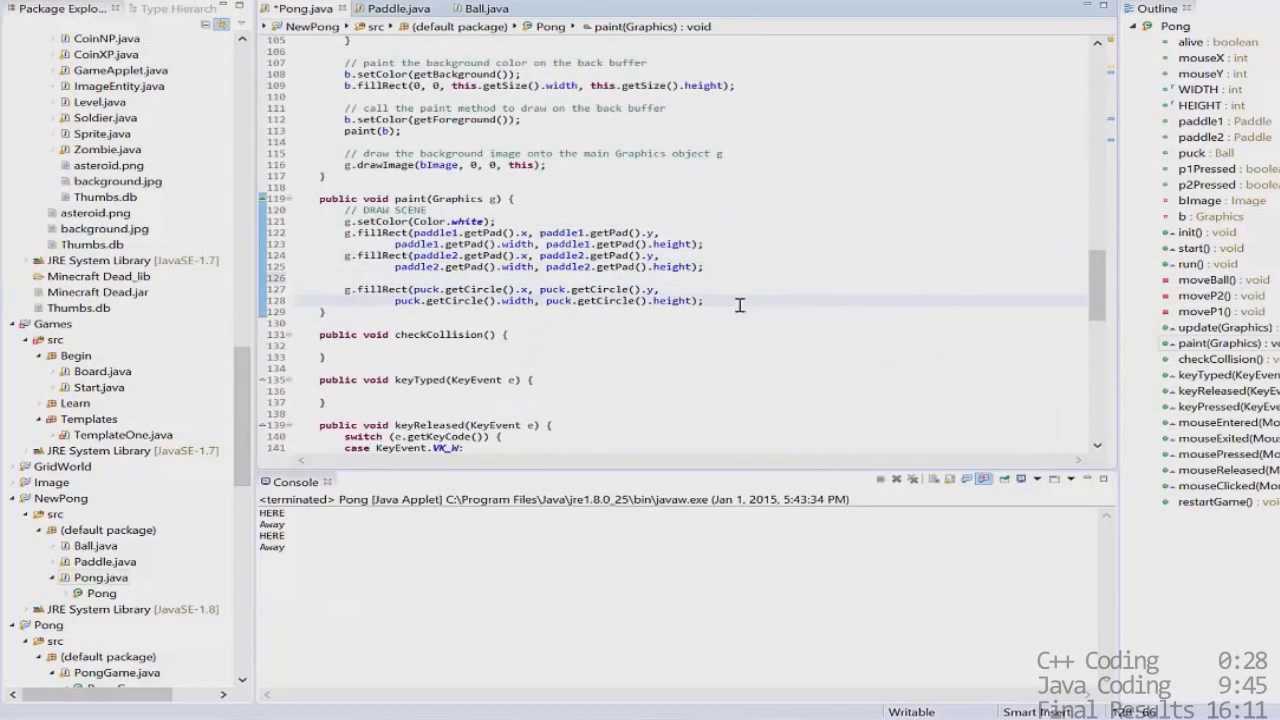 Package Explo...
Type Hierarch
CoinNP.java
CoinXP.java
GameApplet.java
ImageEntity.java
Level.java
Soldier.java
Sprite.java
Zombie.java
asteroid.png
background.jpg
Thumbs.db
asteroid.png
background.jpg
Thumbs.db
JRE System Library [JavaSE-1.7]
Minecraft Dead_lib
Minecraft Dead.jar
Thumbs.db
Games
src
Begin
Board.java
Start.java
Learn
Templates
TemplateOne.java
JRE System Library [JavaSE-1.7]
GridWorld
Image
NewPong
src
(default package)
Ball.java
Paddle.java
Pong.java
Pong
JRE System Library [JavaSE-1.8]
Pong
src
(default package)
PongGame.java
*Pong.java
Paddle.java
Ball.java
NewPong
src
(default package)
Pong
paint(Graphics) : void
105 }
106
107 // paint the background color on the back buffer
108 b.setColor(getBackground());
109 b.fillRect(0, 0, this.getSize().width, this.getSize().height);
110
111 // call the paint method to draw on the back buffer
112 b.setColor(getForeground());
113 paint(b);
114
115 // draw the background image onto the main Graphics object g
116 g.drawImage(bImage, 0, 0, this);
117 }
118
119 public void paint(Graphics g) {
120 // DRAW SCENE
121 g.setColor(Color.white);
122 g.fillRect(paddle1.getPad().x, paddle1.getPad().y,
123 paddle1.getPad().width, paddle1.getPad().height);
124 g.fillRect(paddle2.getPad().x, paddle2.getPad().y,
125 paddle2.getPad().width, paddle2.getPad().height);
126
127 g.fillRect(puck.getCircle().x, puck.getCircle().y,
128 puck.getCircle().width, puck.getCircle().height);
129 }
130
131 public void checkCollision() {
132
133 }
134
135 public void keyTyped(KeyEvent e) {
136
137 }
138
139 public void keyReleased(KeyEvent e) {
140 switch (e.getKeyCode()) {
141 case KeyEvent.VK_W:
Console
<terminated> Pong [Java Applet] C:\Program Files\Java\jre1.8.0_25\bin\javaw.exe (Jan 1, 2015, 5:43:34 PM)
HERE
Away
HERE
Away
Outline
Pong
alive : boolean
mouseX : int
mouseY : int
WIDTH : int
HEIGHT : int
paddle1 : Paddle
paddle2 : Paddle
puck : Ball
p1Pressed : boolean
p2Pressed : boolean
bImage : Image
b : Graphics
init() : void
start() : void
run() : void
moveBall() : void
moveP2() : void
moveP1() : void
update(Graphics) :
paint(Graphics) : vo
checkCollision() :
keyTyped(KeyEvent
keyReleased(KeyEv
keyPressed(KeyEve
mouseEntered(Mo
mouseExited(Mou
mousePressed(Mo
mouseReleased(M
mouseClicked(Mou
restartGame() : voi
C++ Coding 0:28
Java Coding 9:45
Final Results 16:11
Writable
Smart Insert